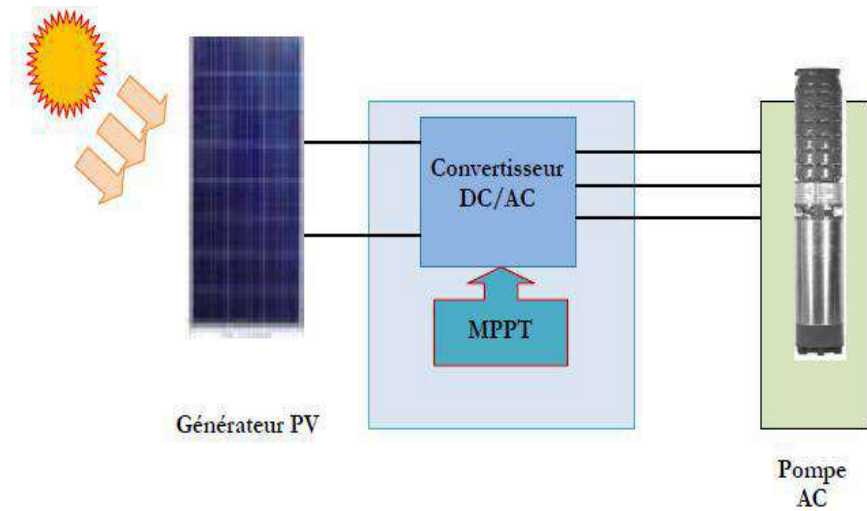 Convertisseur
DC/AC
MPPT
Générateur PV
Pompe
AC